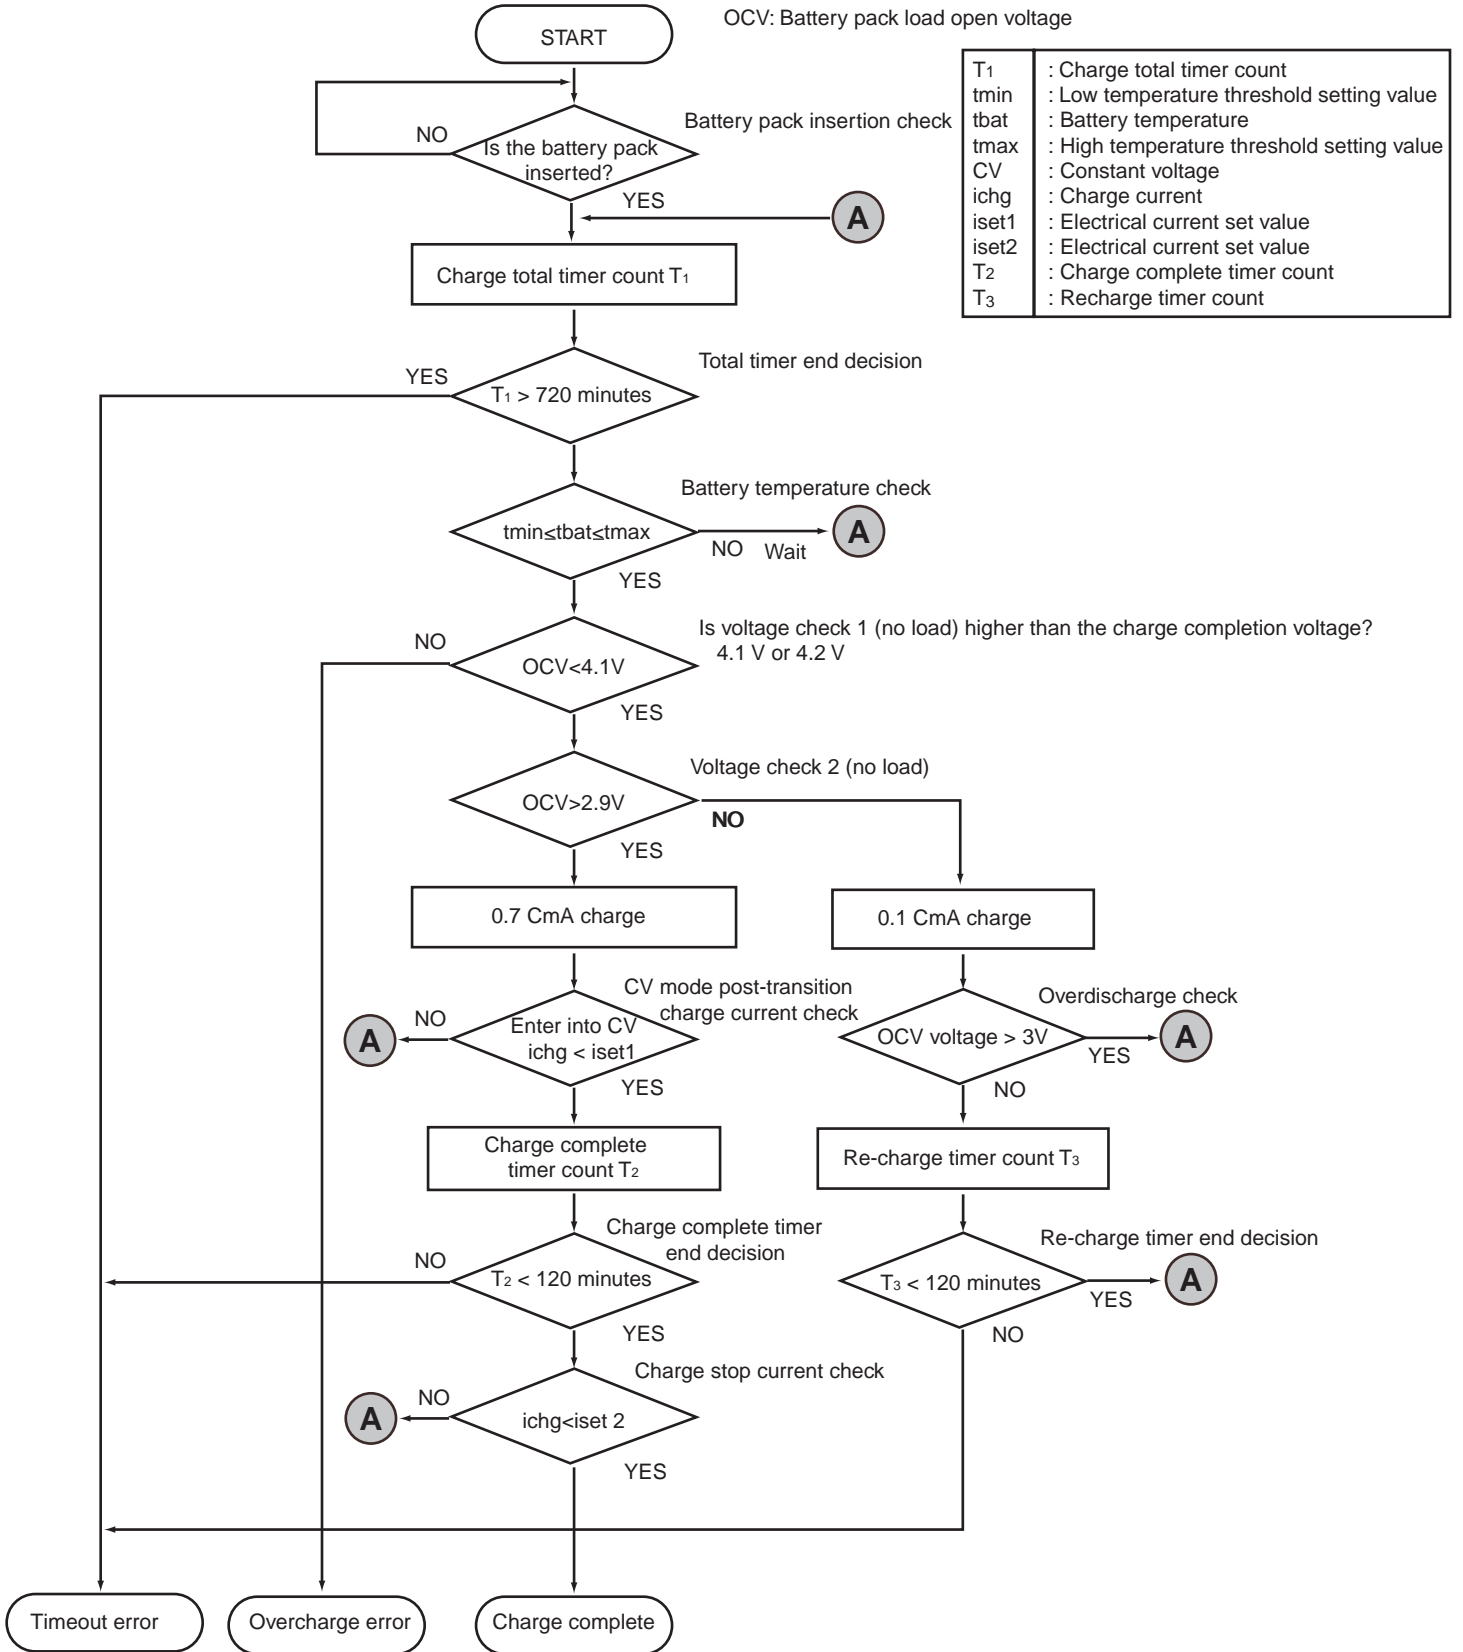 OCV: Battery pack load open voltage
START
T1 : Charge total timer count
tmin : Low temperature threshold setting value
tbat : Battery temperature
tmax : High temperature threshold setting value
CV : Constant voltage
ichg : Charge current
iset1 : Electrical current set value
iset2 : Electrical current set value
T2 : Charge complete timer count
T3 : Recharge timer count
Battery pack insertion check
NO
Is the battery pack
inserted?
YES
A
Charge total timer count T1
Total timer end decision
YES
T1 > 720 minutes
Battery temperature check
tmin≤tbat≤tmax
A
NO Wait
YES
Is voltage check 1 (no load) higher than the charge completion voltage?
4.1 V or 4.2 V
NO
OCV<4.1V
YES
Voltage check 2 (no load)
OCV>2.9V
NO
YES
0.7 CmA charge
0.1 CmA charge
CV mode post-transition
charge current check
NO
A
Enter into CV
ichg < iset1
YES
Overdischarge check
OCV voltage > 3V
A
YES
NO
Charge complete
timer count T2
Re-charge timer count T3
Charge complete timer
end decision
NO
T2 < 120 minutes
YES
Re-charge timer end decision
T3 < 120 minutes
A
YES
NO
Charge stop current check
NO
A
ichg<iset 2
YES
Timeout error
Overcharge error
Charge complete